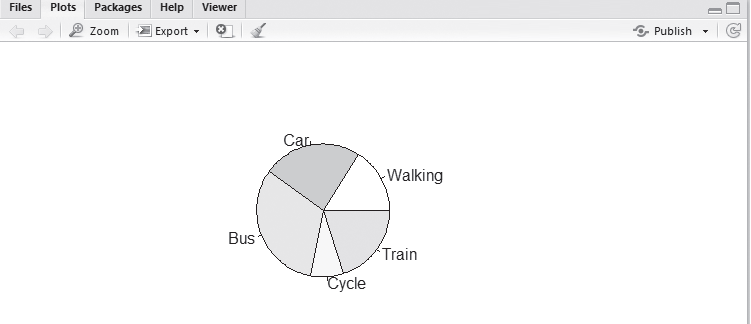 Files Plots Packages Help Viewer
Zoom Export Publish
Car
Walking
Bus
Train
Cycle